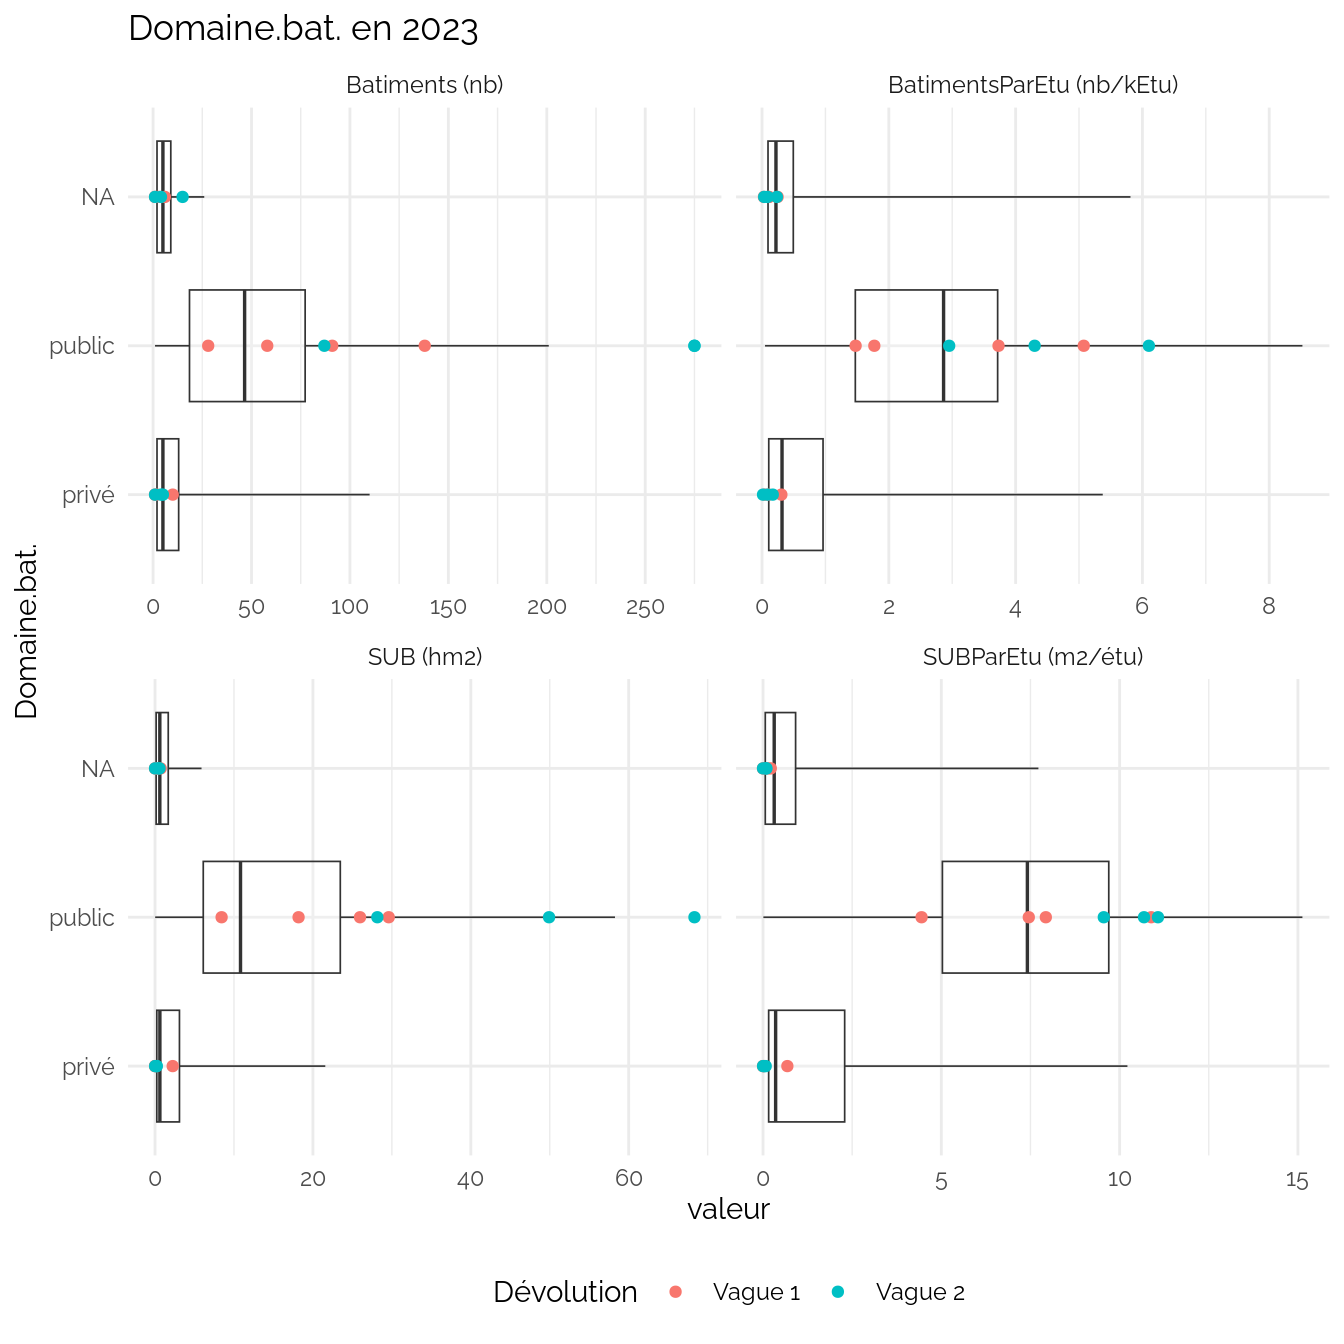 Domaine.bat. en 2023
Batiments (nb)
BatimentsParEtu (nb/kEtu)
NA
public
privé
0 50 100 150 200 250
0 2 4 6 8
Domaine.bat.
SUB (hm2)
SUBParEtu (m2/étu)
NA
public
privé
0 20 40 60
0 5 10 15
valeur
Dévolution Vague 1 Vague 2